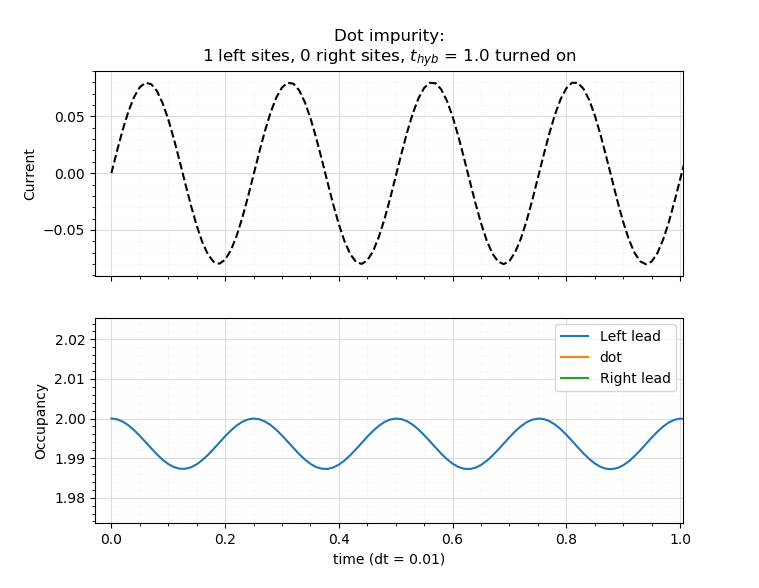 Dot impurity:
1 left sites, 0 right sites, t_hyb = 1.0 turned on
Current
0.05
0.00
−0.05
Occupancy
2.02
2.01
2.00
1.99
1.98
Left lead
dot
Right lead
0.0 0.2 0.4 0.6 0.8 1.0
time (dt = 0.01)